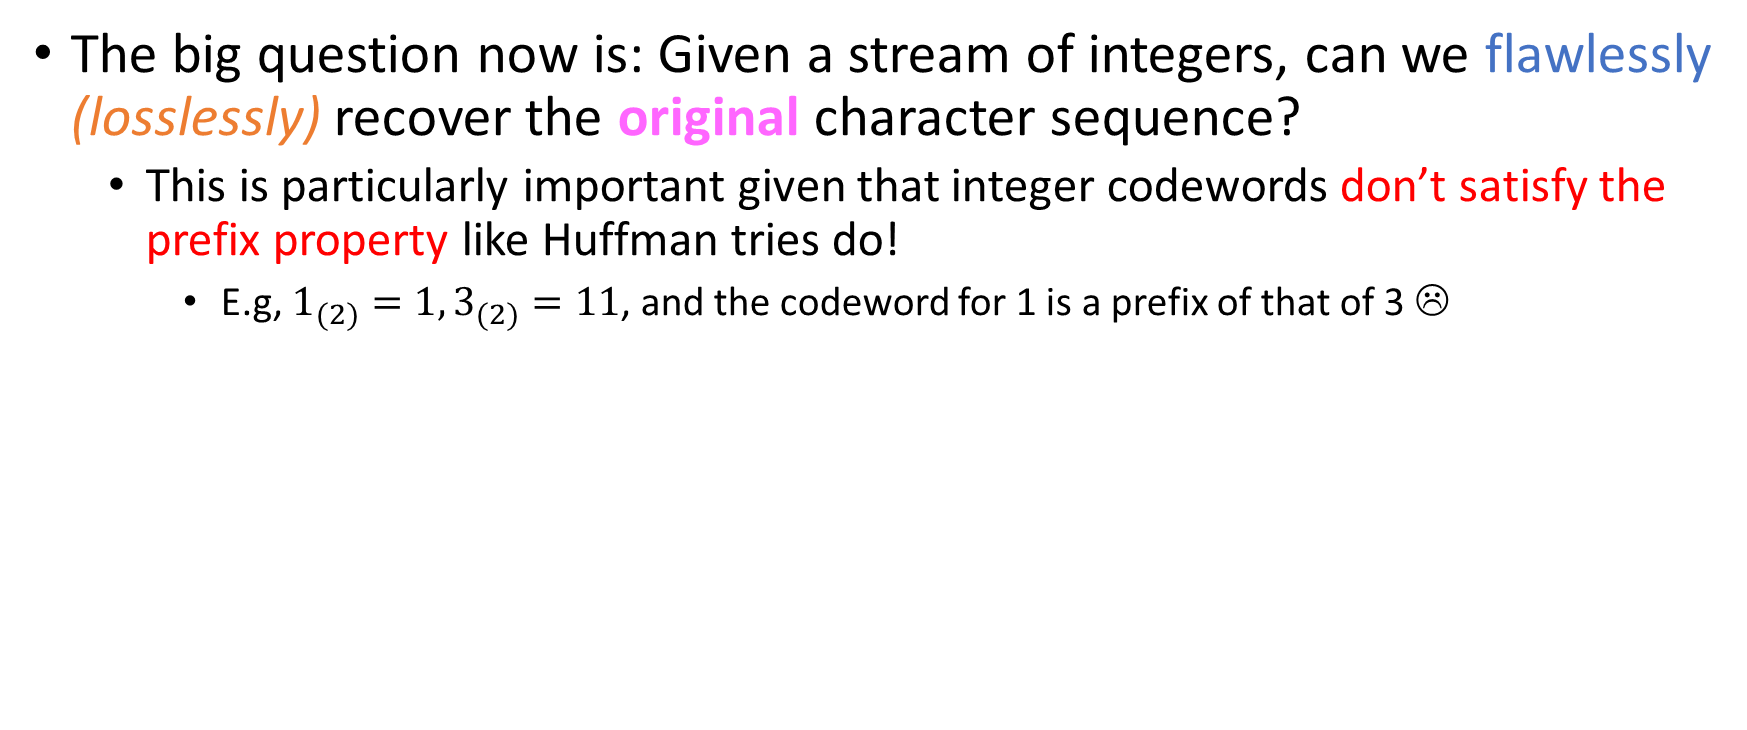 • The big question now is: Given a stream of integers, can we flawlessly
(losslessly) recover the original character sequence?
• This is particularly important given that integer codewords don’t satisfy the
prefix property like Huffman tries do!
• E.g, 1₍₂₎ = 1, 3₍₂₎ = 11, and the codeword for 1 is a prefix of that of 3 ☹